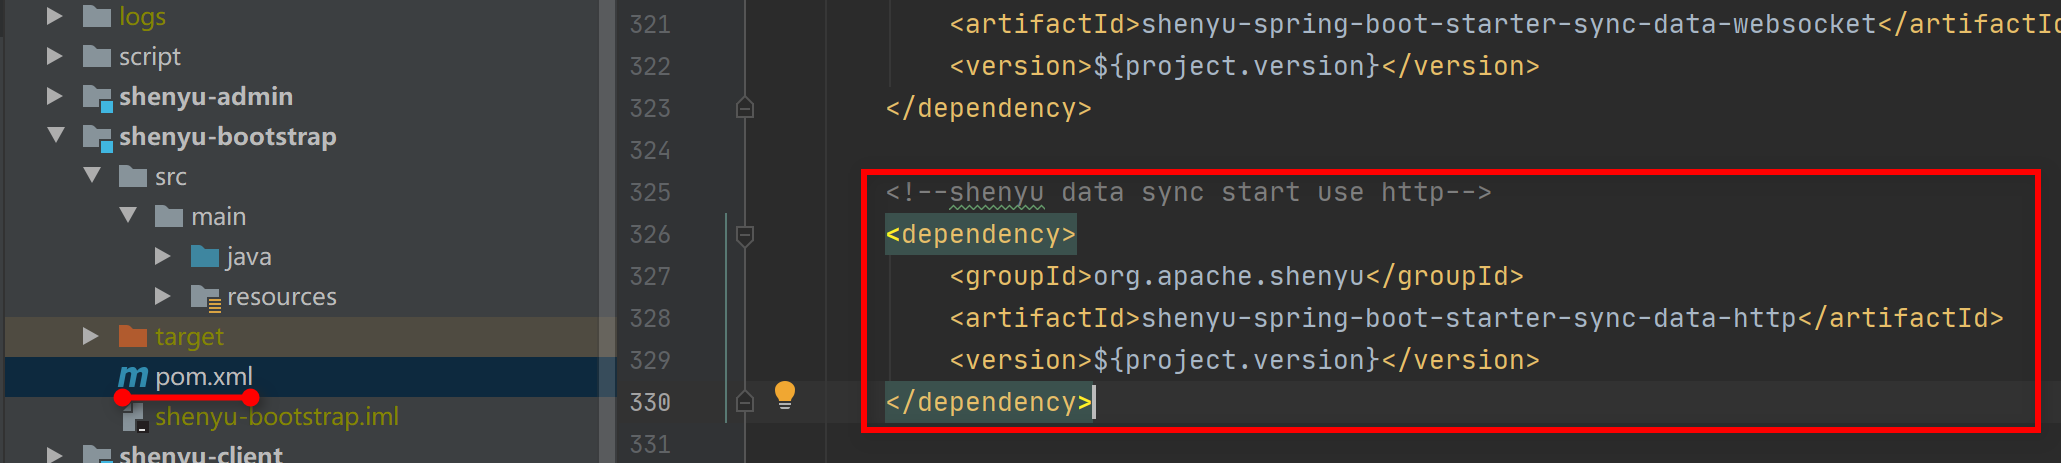 logs
script
shenyu-admin
shenyu-bootstrap
src
main
java
resources
target
pom.xml
shenyu-bootstrap.iml
shenyu-client
321 <artifactId>shenyu-spring-boot-starter-sync-data-websocket</artifactId
322 <version>${project.version}</version>
323 </dependency>
324
325 <!--shenyu data sync start use http-->
326 <dependency>
327 <groupId>org.apache.shenyu</groupId>
328 <artifactId>shenyu-spring-boot-starter-sync-data-http</artifactId>
329 <version>${project.version}</version>
330 </dependency>
331